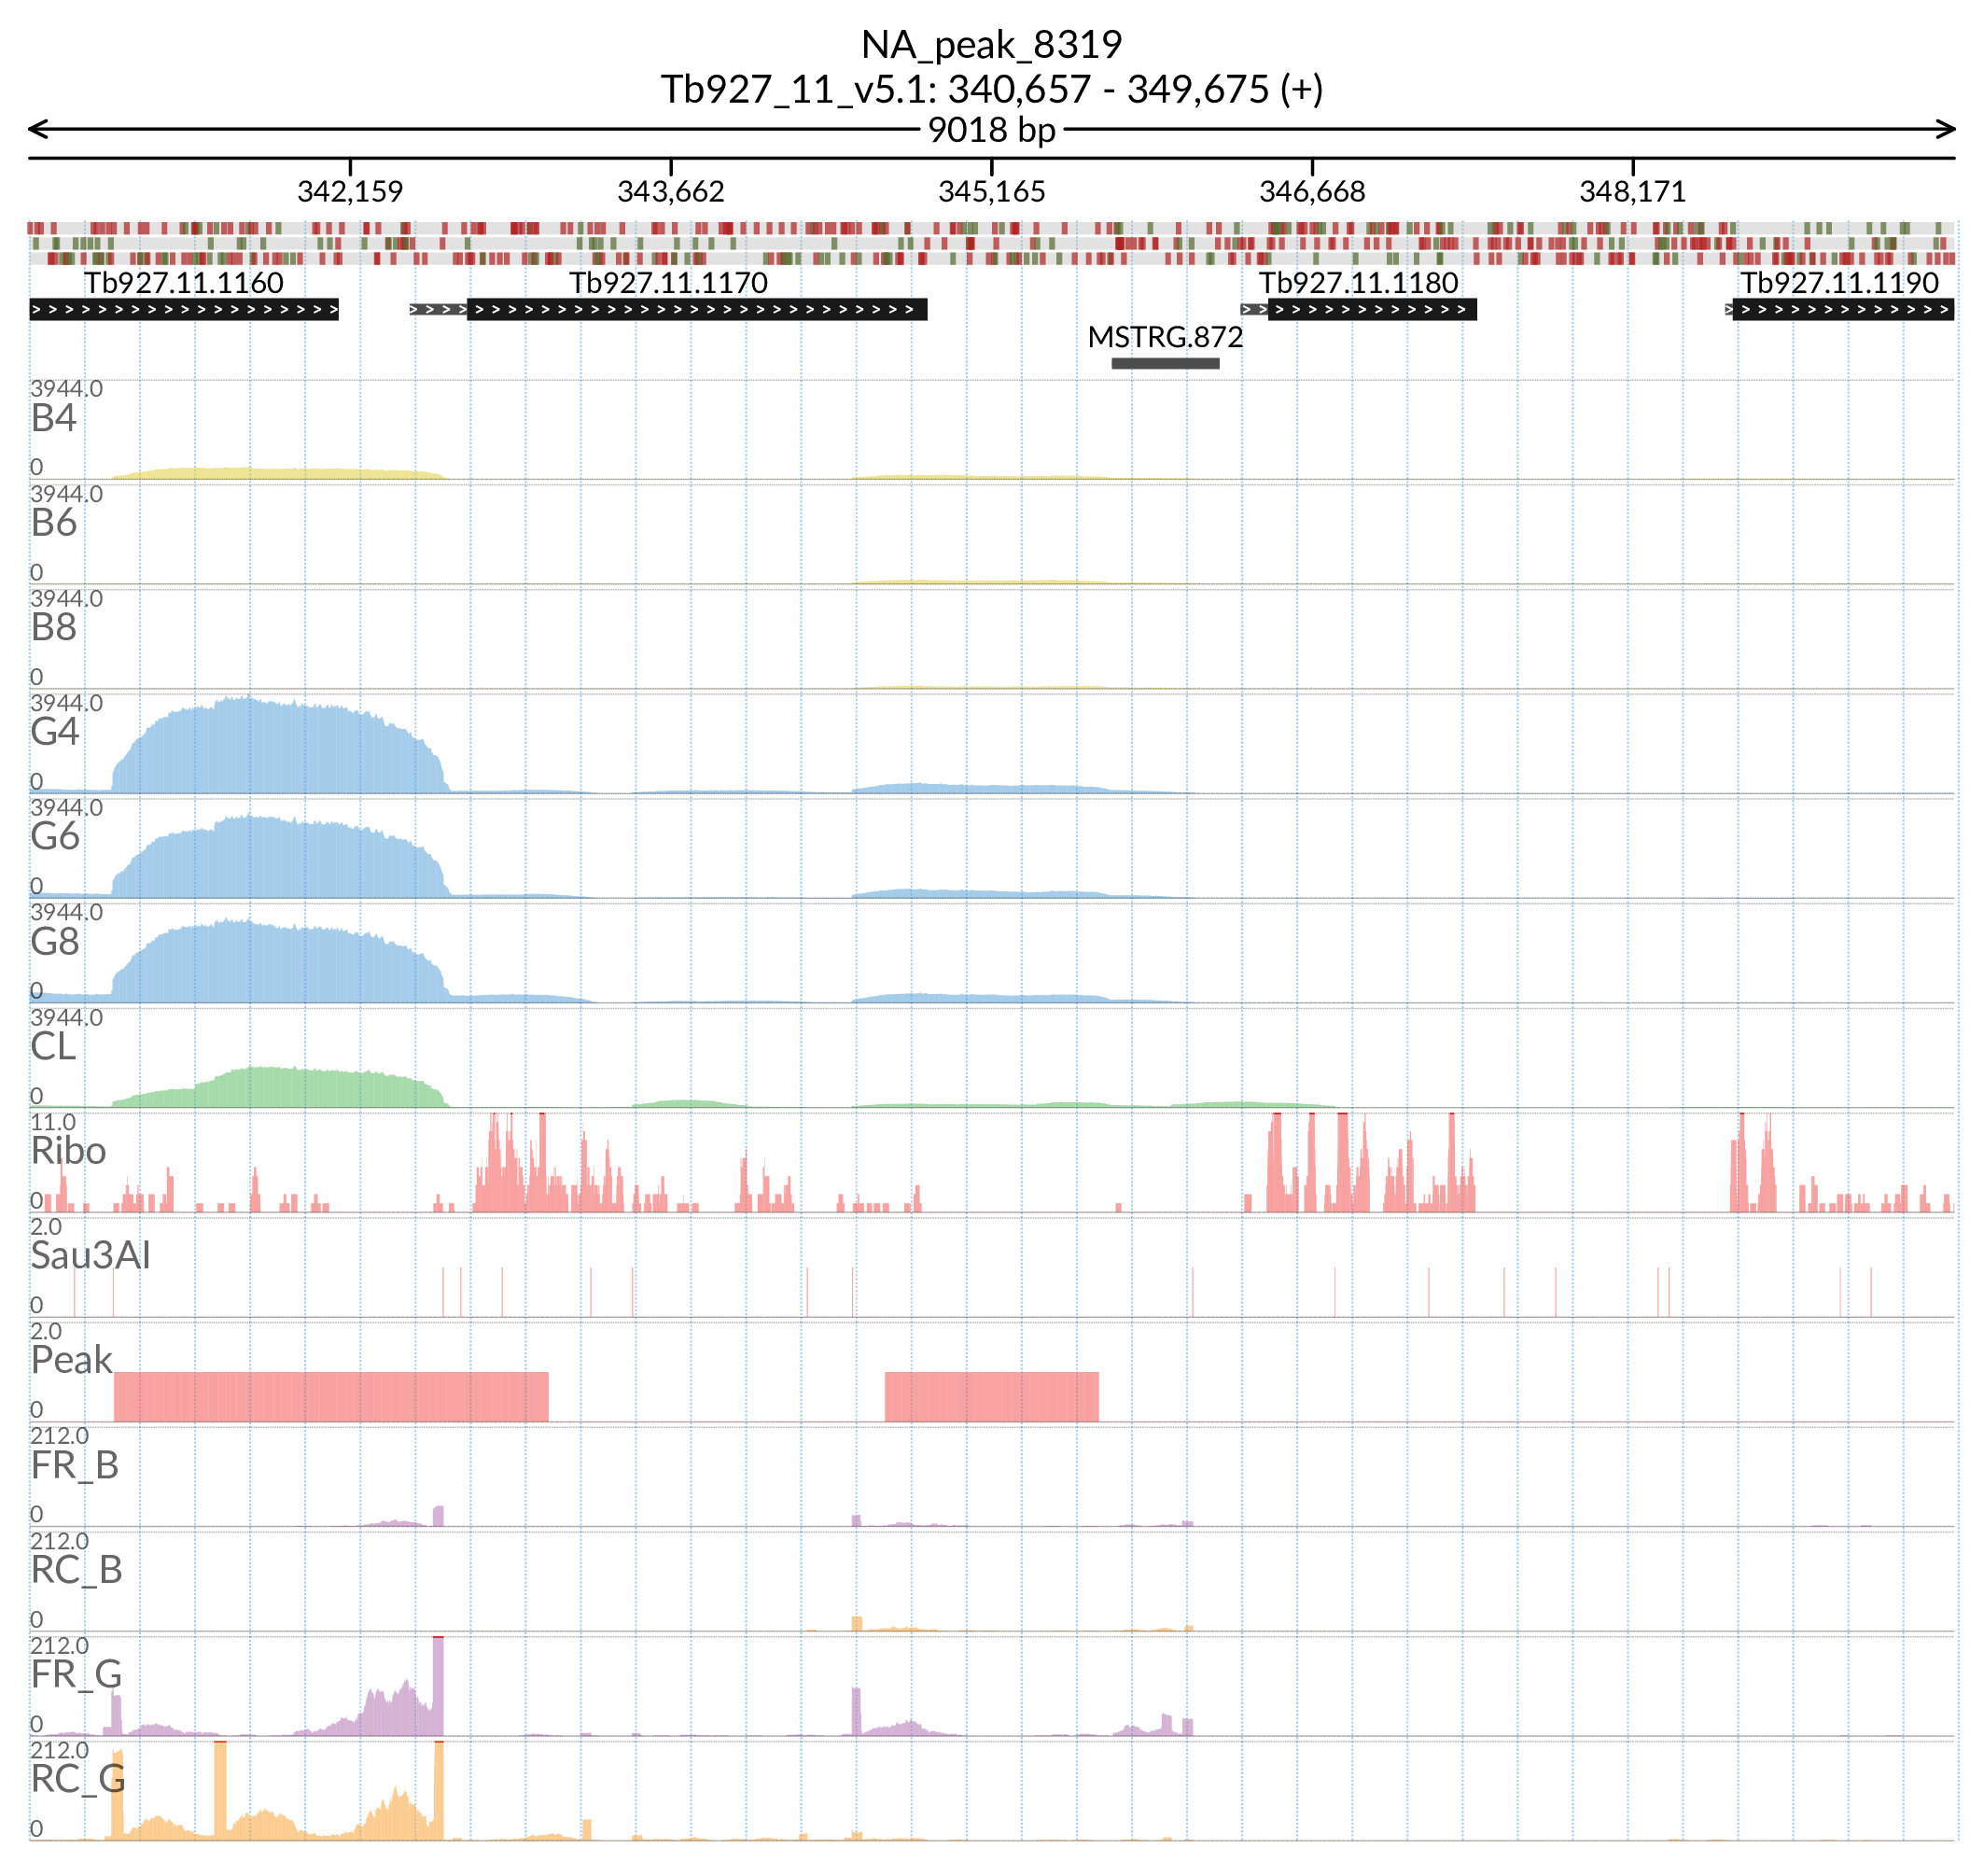 NA_peak_8319
Tb927_11_v5.1: 340,657 - 349,675 (+)
9018 bp
342,159 343,662 345,165 346,668 348,171
Tb927.11.1160 Tb927.11.1170 Tb927.11.1180 Tb927.11.1190
MSTRG.872
3944.0
B4
0
3944.0
B6
0
3944.0
B8
0
3944.0
G4
0
3944.0
G6
0
3944.0
G8
0
3944.0
CL
0
11.0
Ribo
0
2.0
Sau3AI
0
2.0
Peak
0
212.0
FR_B
0
212.0
RC_B
0
212.0
FR_G
0
212.0
RC_G
0